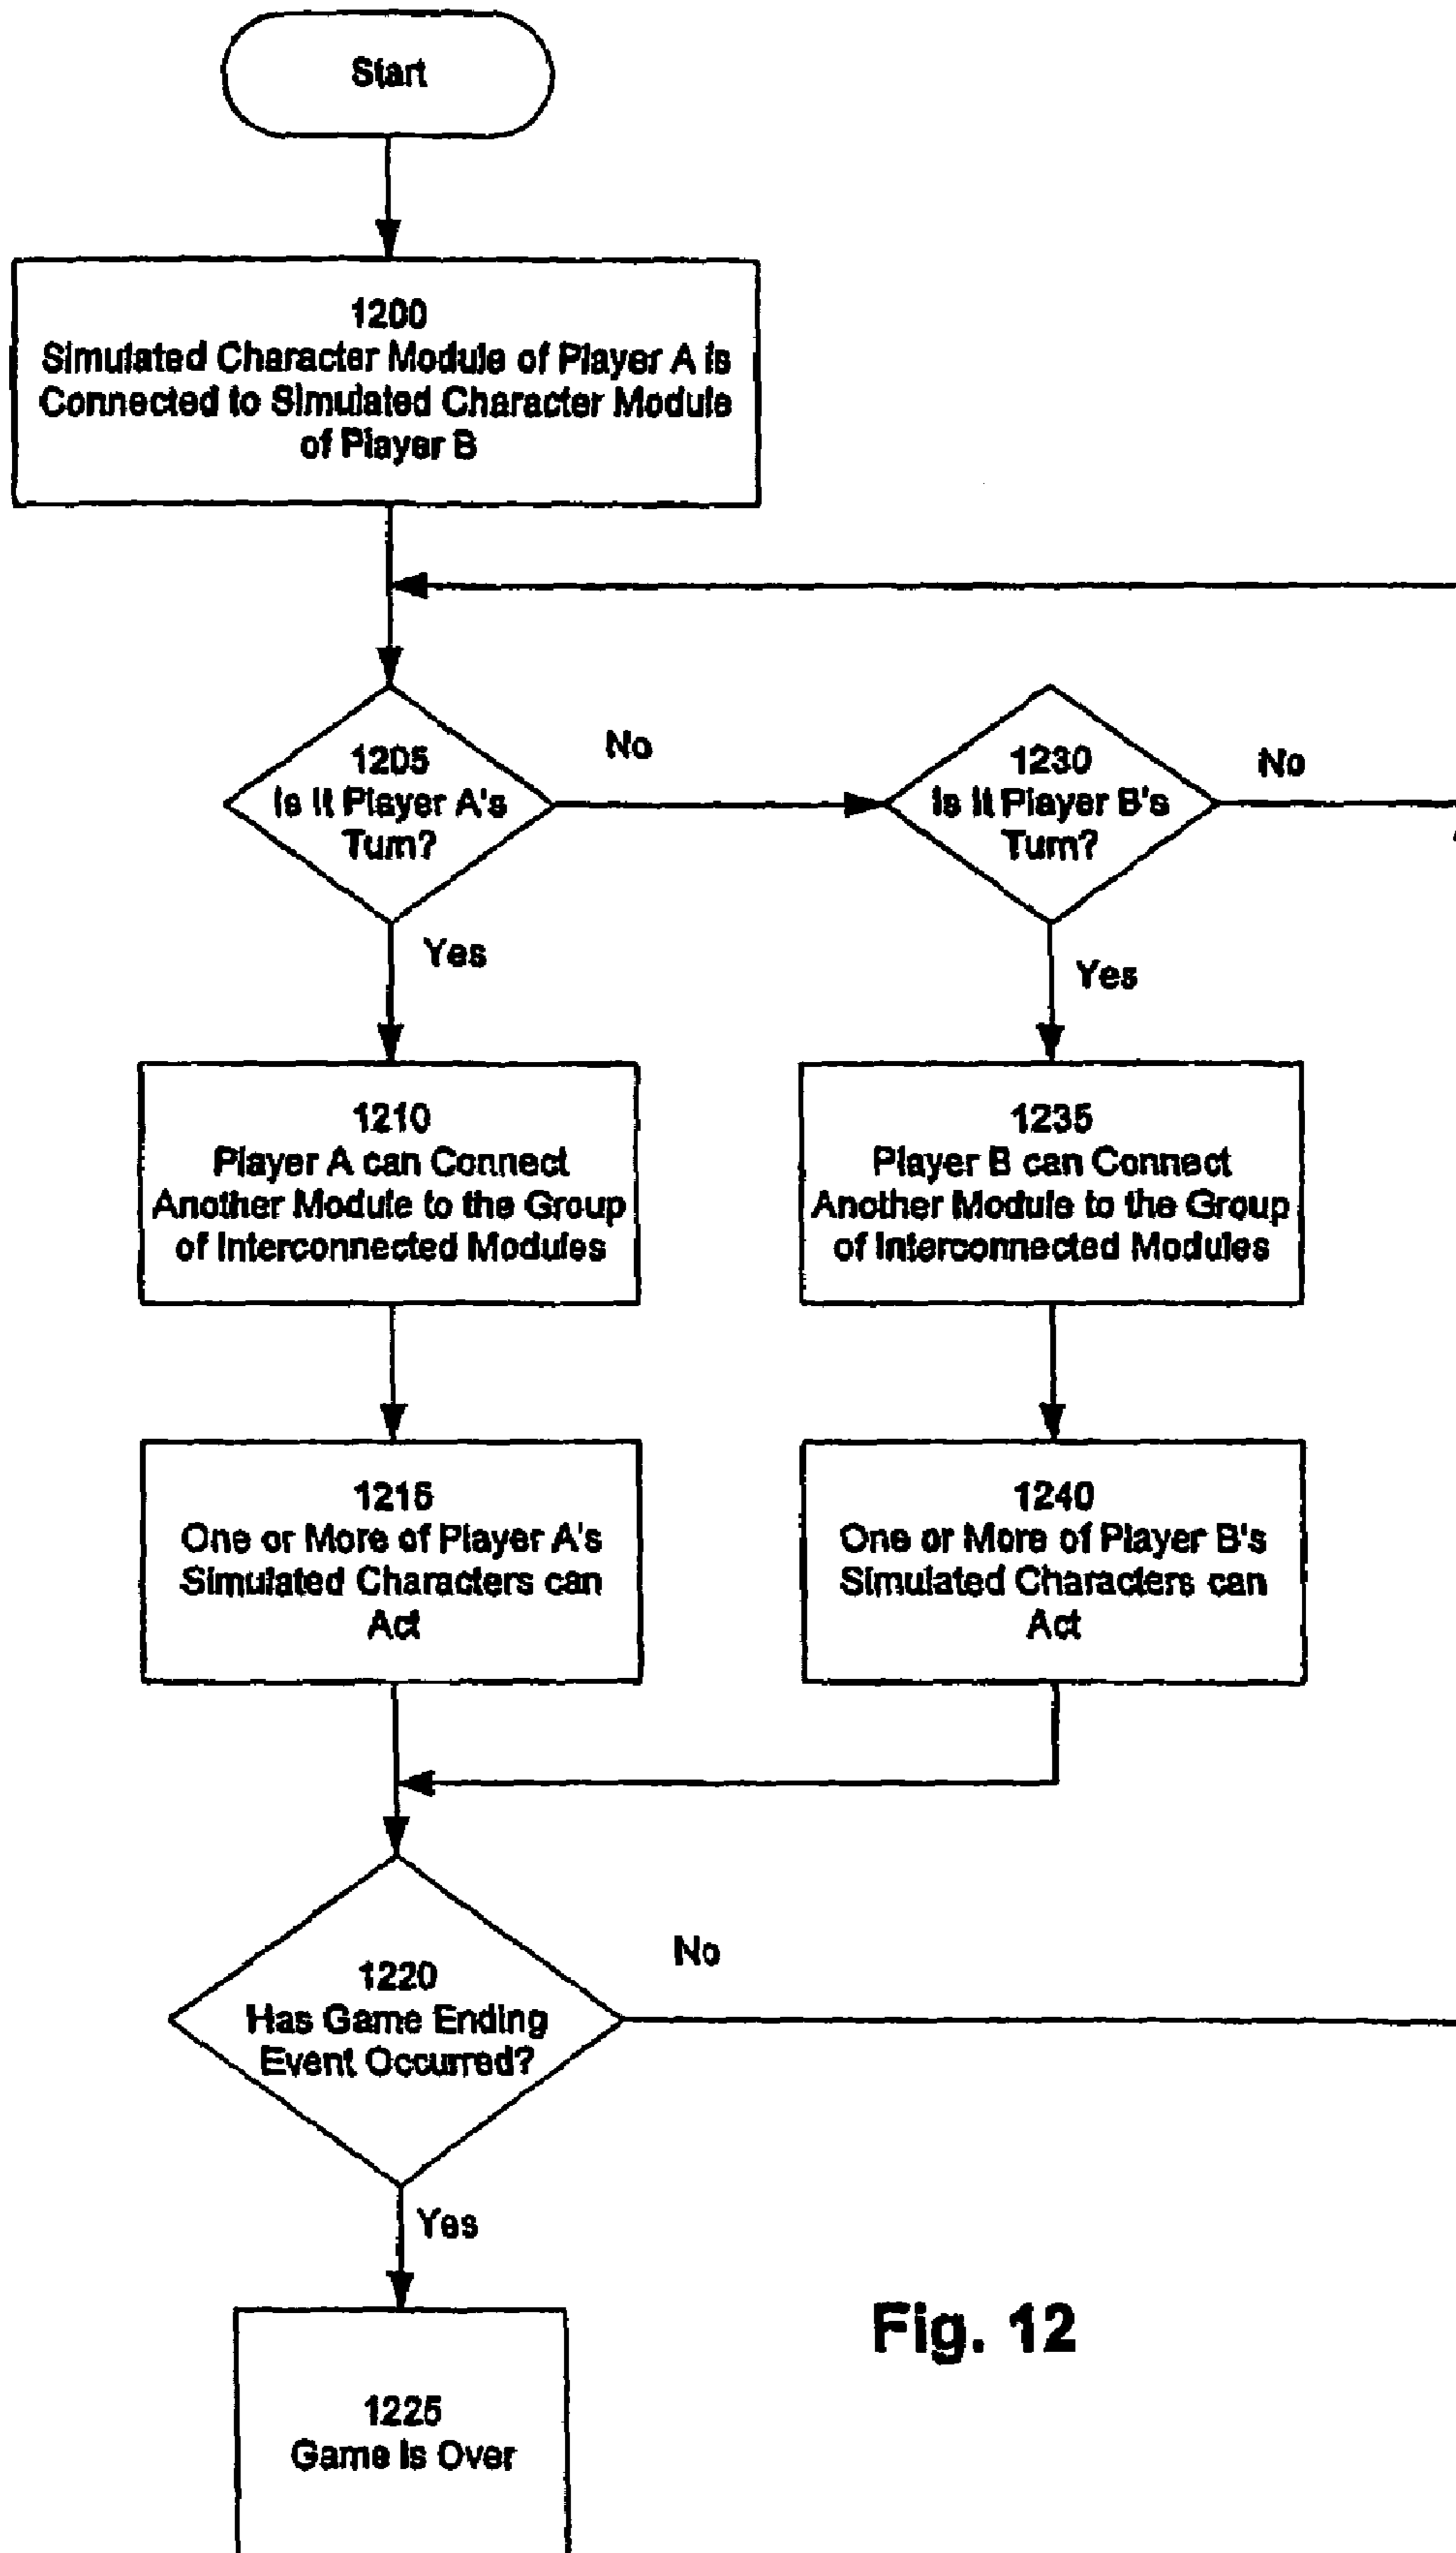 Start
1200
Simulated Character Module of Player A is
Connected to Simulated Character Module
of Player B
1205
Is It Player A's
Turn?
No
1230
Is It Player B's
Turn?
No
Yes
Yes
1210
Player A can Connect
Another Module to the Group
of Interconnected Modules
1235
Player B can Connect
Another Module to the Group
of Interconnected Modules
1215
One or More of Player A's
Simulated Characters can
Act
1240
One or More of Player B's
Simulated Characters can
Act
1220
Has Game Ending
Event Occurred?
No
Yes
1225
Game Is Over
Fig. 12